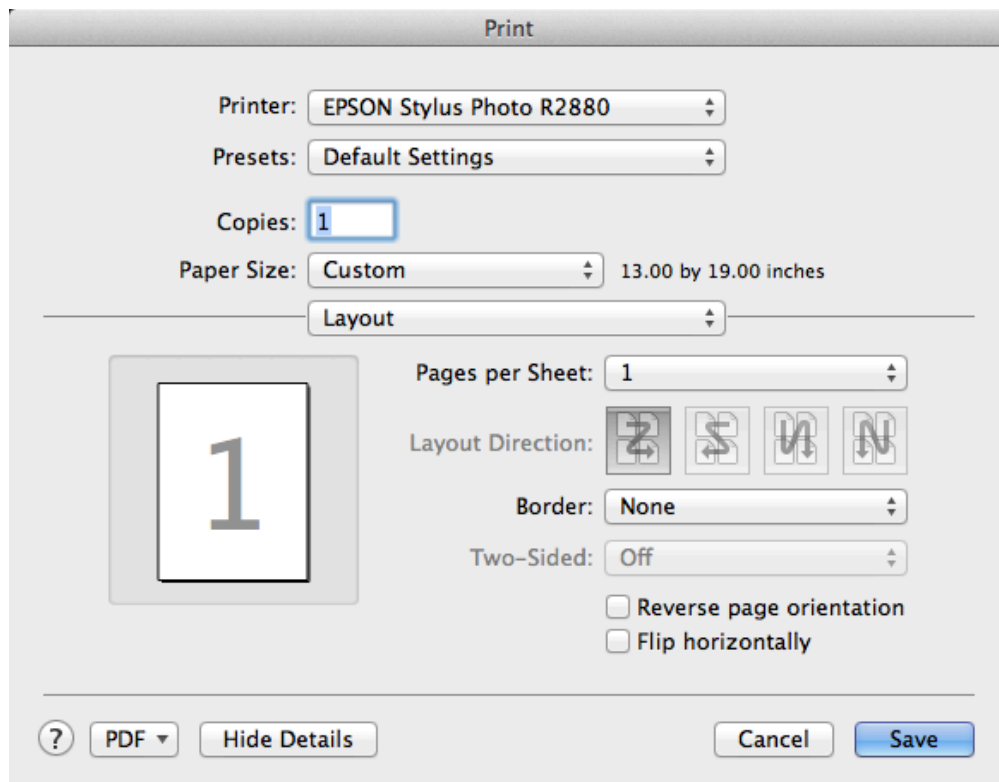 Print
Printer: EPSON Stylus Photo R2880
Presets: Default Settings
Copies: 1
Paper Size: Custom 13.00 by 19.00 inches
Layout
Pages per Sheet: 1
1
Layout Direction:
Border: None
Two-Sided: Off
Reverse page orientation
Flip horizontally
? PDF Hide Details Cancel Save